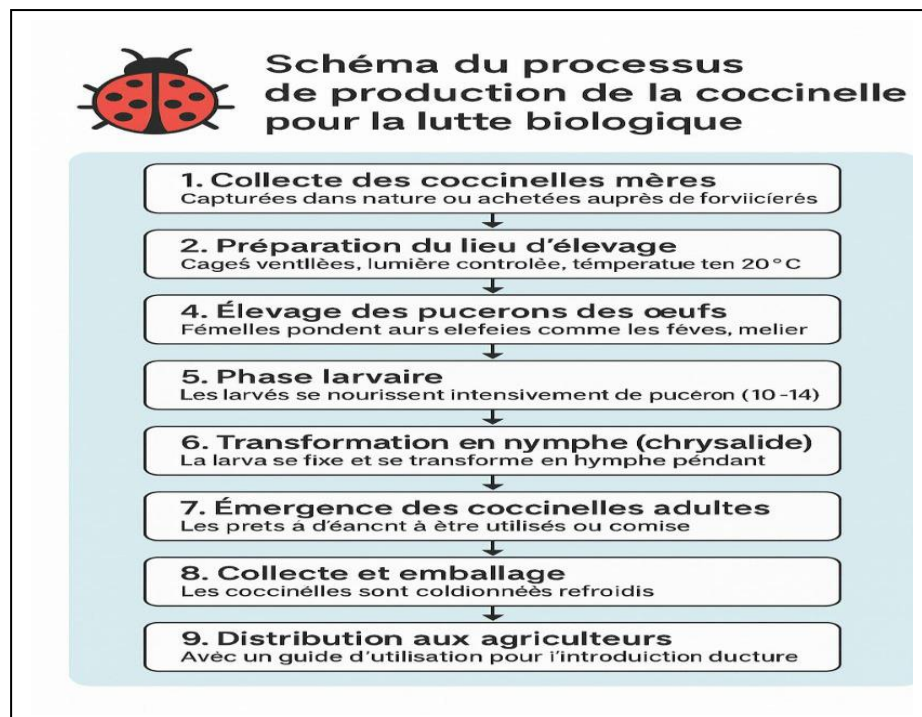 Schéma du processus
de production de la coccinelle
pour la lutte biologique
1. Collecte des coccinelles mères
Capturées dans nature ou achetées auprès de forviicíerés
2. Préparation du lieu d'élevage
Cageś ventllèes, lumière controlèe, témperatue ten 20°C
4. Élevage des pucerons des œufs
Fémelles pondent aurs elefeies comme les féves, melier
5. Phase larvaire
Les larvés se nourissent intensivement de pucéron (10-14)
6. Transformation en nymphe (chrysalide)
La larva se fixe et se transforme en hymphe péndant
7. Émergence des coccinelles adultes
Les prets á d'éancnt à ètre utilisés ou comise
8. Collecte et emballage
Les coccinélles sont coldionnéès refroidis
9. Distribution aux agriculteurs
Avèc un guide d'utilisation pour i'introduiction ducture